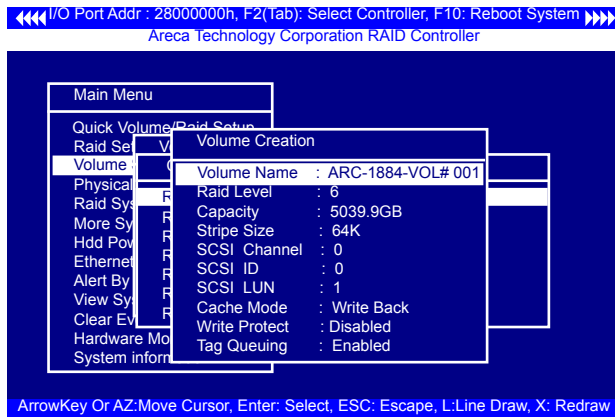 I/O Port Addr : 28000000h, F2(Tab): Select Controller, F10: Reboot System
Areca Technology Corporation RAID Controller
Main Menu
Quick Volume/Raid Setup
Raid Set
Volume
Physical
Raid Sys
More Sy
Hdd Pow
Ethernet
Alert By
View Sy
Clear Ev
Hardware Mo
System inform
V
C
R
R
R
R
R
R
R
Volume Creation
Volume Name : ARC-1884-VOL# 001
Raid Level : 6
Capacity : 5039.9GB
Stripe Size : 64K
SCSI Channel : 0
SCSI ID : 0
SCSI LUN : 1
Cache Mode : Write Back
Write Protect : Disabled
Tag Queuing : Enabled
ArrowKey Or AZ:Move Cursor, Enter: Select, ESC: Escape, L:Line Draw, X: Redraw